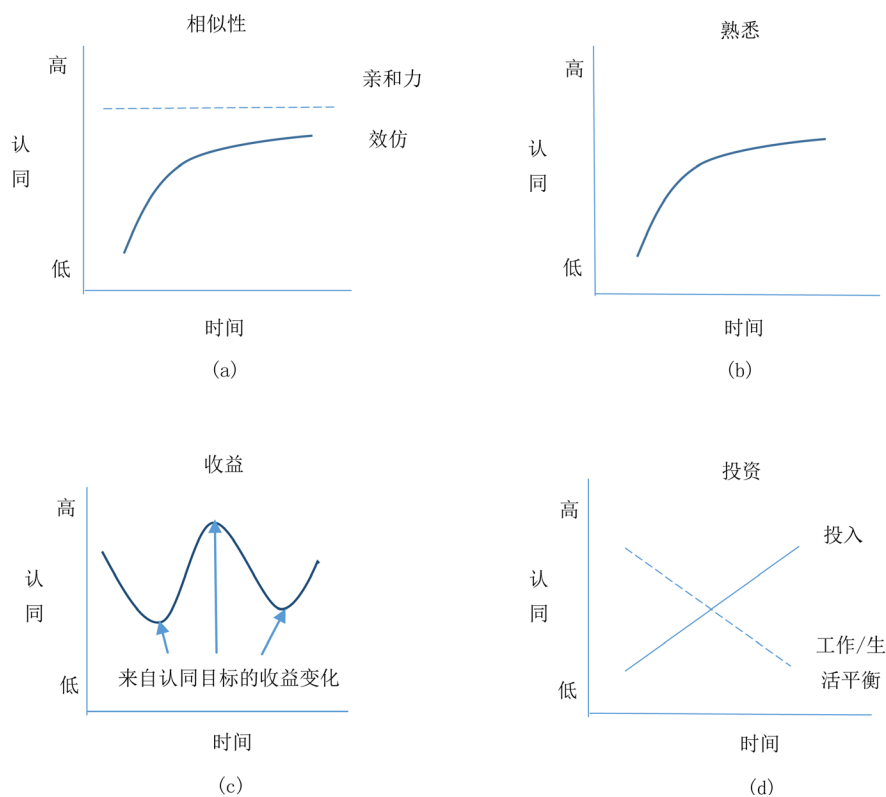 相似性
高
亲和力
认
同
效仿
低
时间
(a)
熟悉
高
认
同
低
时间
(b)
收益
高
认
同
来自认同目标的收益变化
低
时间
(c)
投资
高
投入
认
同
工作/生
活平衡
低
时间
(d)